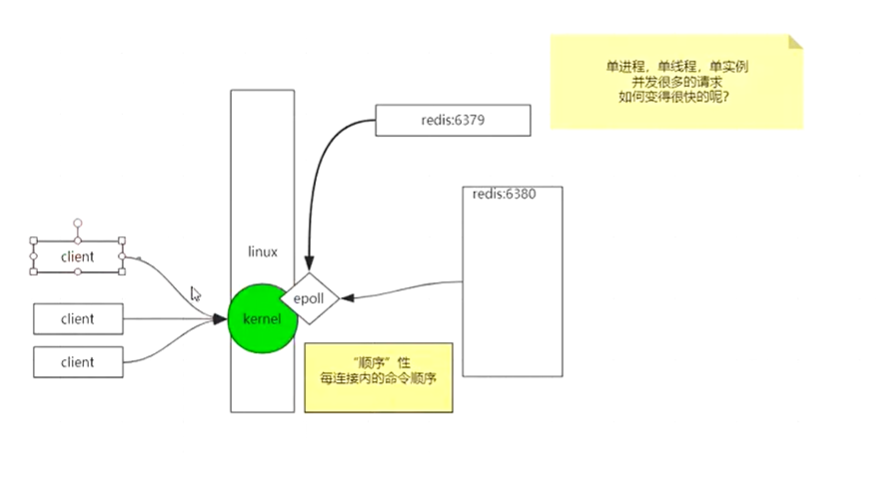 单进程，单线程，单实例
并发很多的请求
如何变得很快的呢？
redis:6379
redis:6380
linux
client
epoll
kernel
client
client
“顺序”性
每连接内的命令顺序